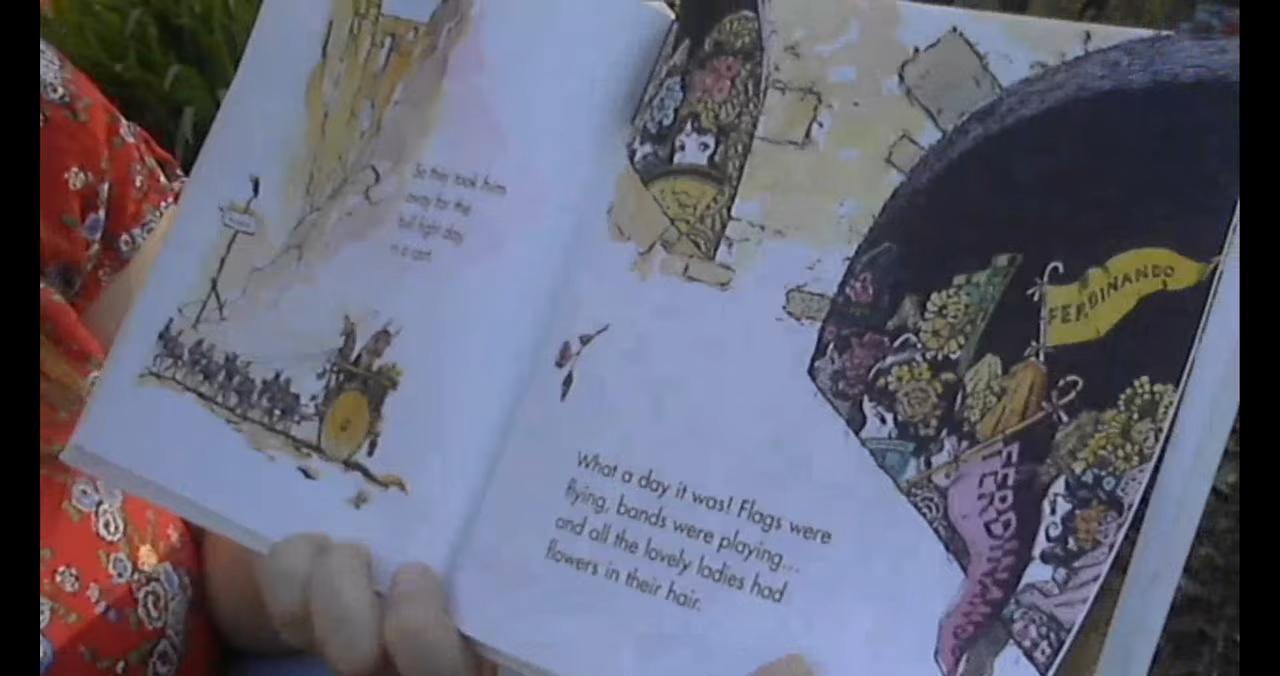 So they took him
away for the
bull fight day
in a cart.
What a day it was! Flags were
flying, bands were playing...
and all the lovely ladies had
flowers in their hair.
FERDINANDO
FERDINANDO